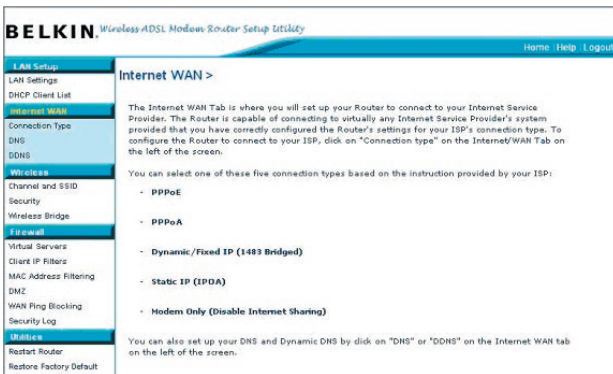 BELKIN. Wireless ADSL Modem Router Setup Utility
Home | Help | Logout
LAN Setup
LAN Settings
DHCP Client List
Internet WAN
Connection Type
DNS
DDNS
Wireless
Channel and SSID
Security
Wireless Bridge
Firewall
Virtual Servers
Client IP Filters
MAC Address Filtering
DMZ
WAN Ping Blocking
Security Log
Utilities
Restart Router
Restore Factory Default
Internet WAN >
The Internet WAN Tab is where you will set up your Router to connect to your Internet Service
Provider. The Router is capable of connecting to virtually any Internet Service Provider's system
provided that you have correctly configured the Router's settings for your ISP's connection type. To
configure the Router to connect to your ISP, click on "Connection type" on the Internet/WAN Tab on
the left of the screen.
You can select one of these five connection types based on the instruction provided by your ISP:
- PPPoE
- PPPoA
- Dynamic/Fixed IP (1483 Bridged)
- Static IP (IPOA)
- Modem Only (Disable Internet Sharing)
You can also set up your DNS and Dynamic DNS by click on "DNS" or "DDNS" on the Internet WAN tab
on the left of the screen.